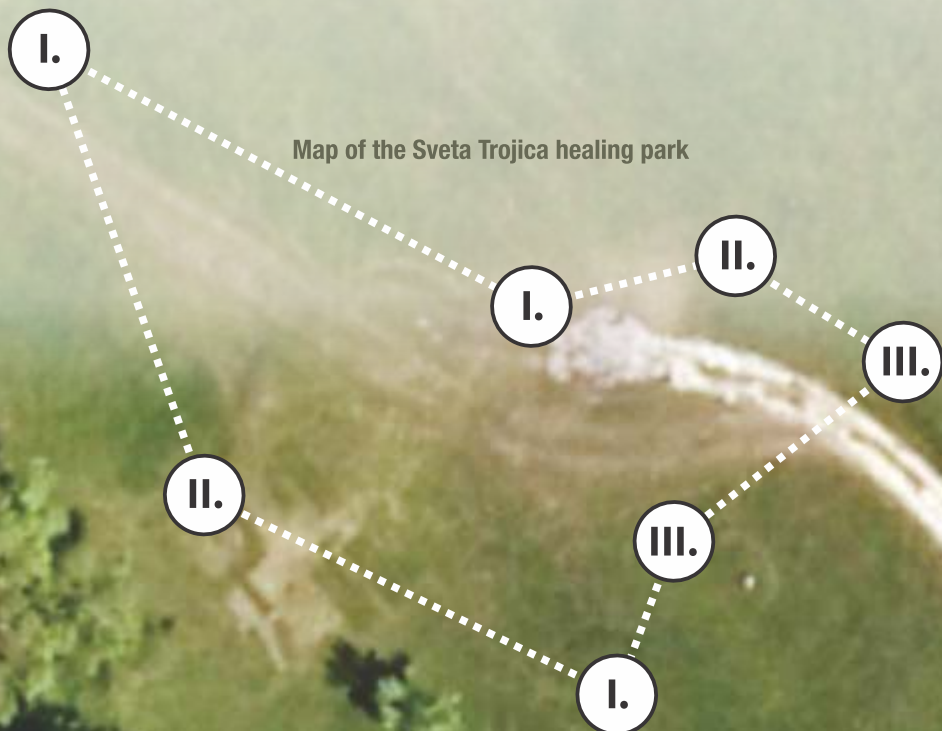 I.
Map of the Sveta Trojica healing park
II.
I.
III.
II.
III.
I.